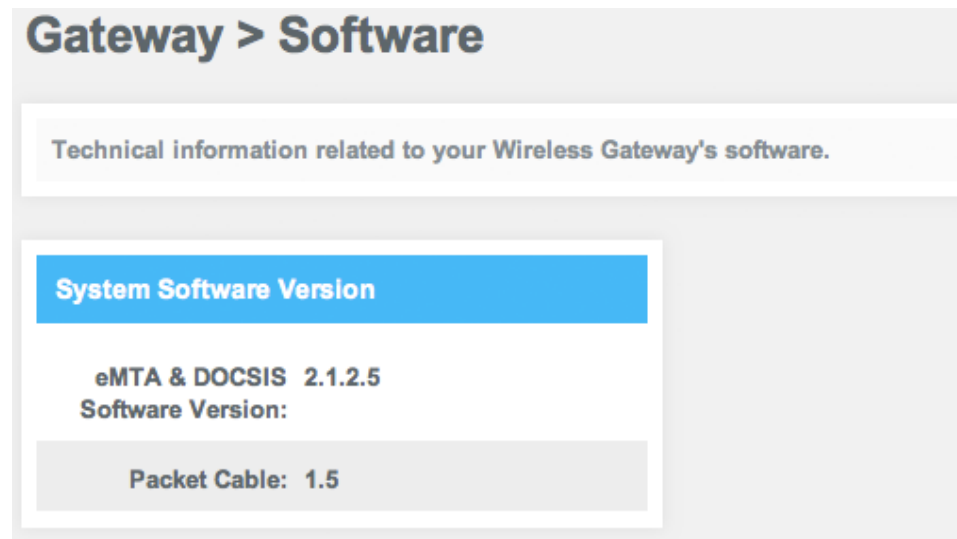 Gateway > Software
Technical information related to your Wireless Gateway's software.
System Software Version
eMTA & DOCSIS 2.1.2.5
Software Version:
Packet Cable: 1.5